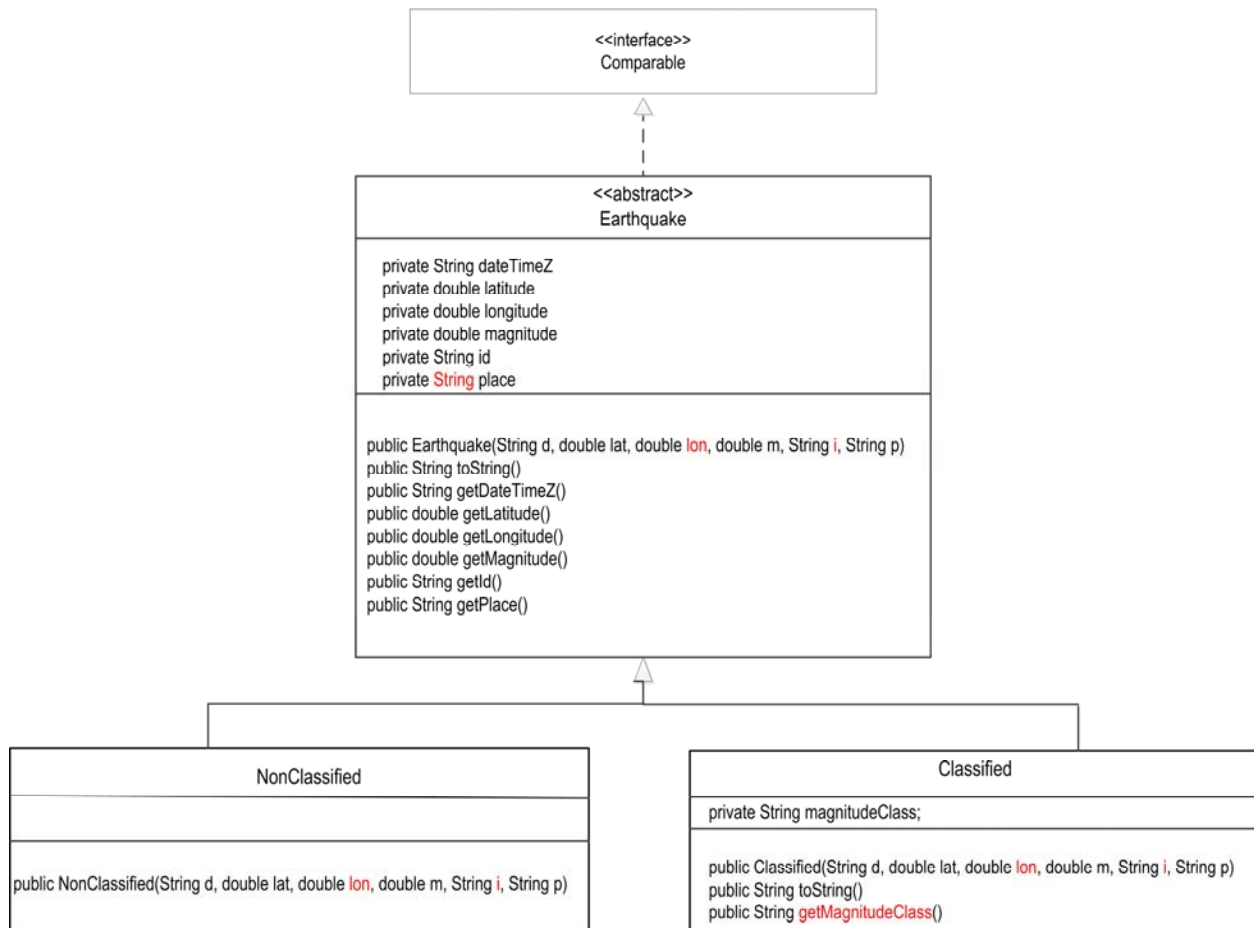 <<interface>>
Comparable
<<abstract>>
Earthquake
private String dateTimeZ
private double latitude
private double longitude
private double magnitude
private String id
private String place
public Earthquake(String d, double lat, double lon, double m, String i, String p)
public String toString()
public String getDateTimeZ()
public double getLatitude()
public double getLongitude()
public double getMagnitude()
public String getId()
public String getPlace()
NonClassified
public NonClassified(String d, double lat, double lon, double m, String i, String p)
Classified
private String magnitudeClass;
public Classified(String d, double lat, double lon, double m, String i, String p)
public String toString()
public String getMagnitudeClass()